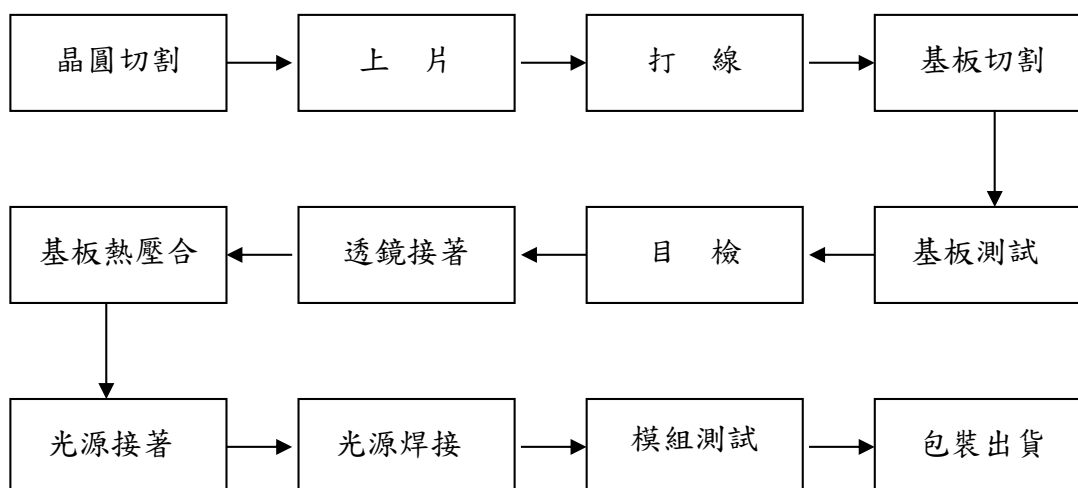 晶圓切割 上 片 打 線 基板切割
基板熱壓合 透鏡接著 目 檢 基板測試
光源接著 光源焊接 模組測試 包裝出貨